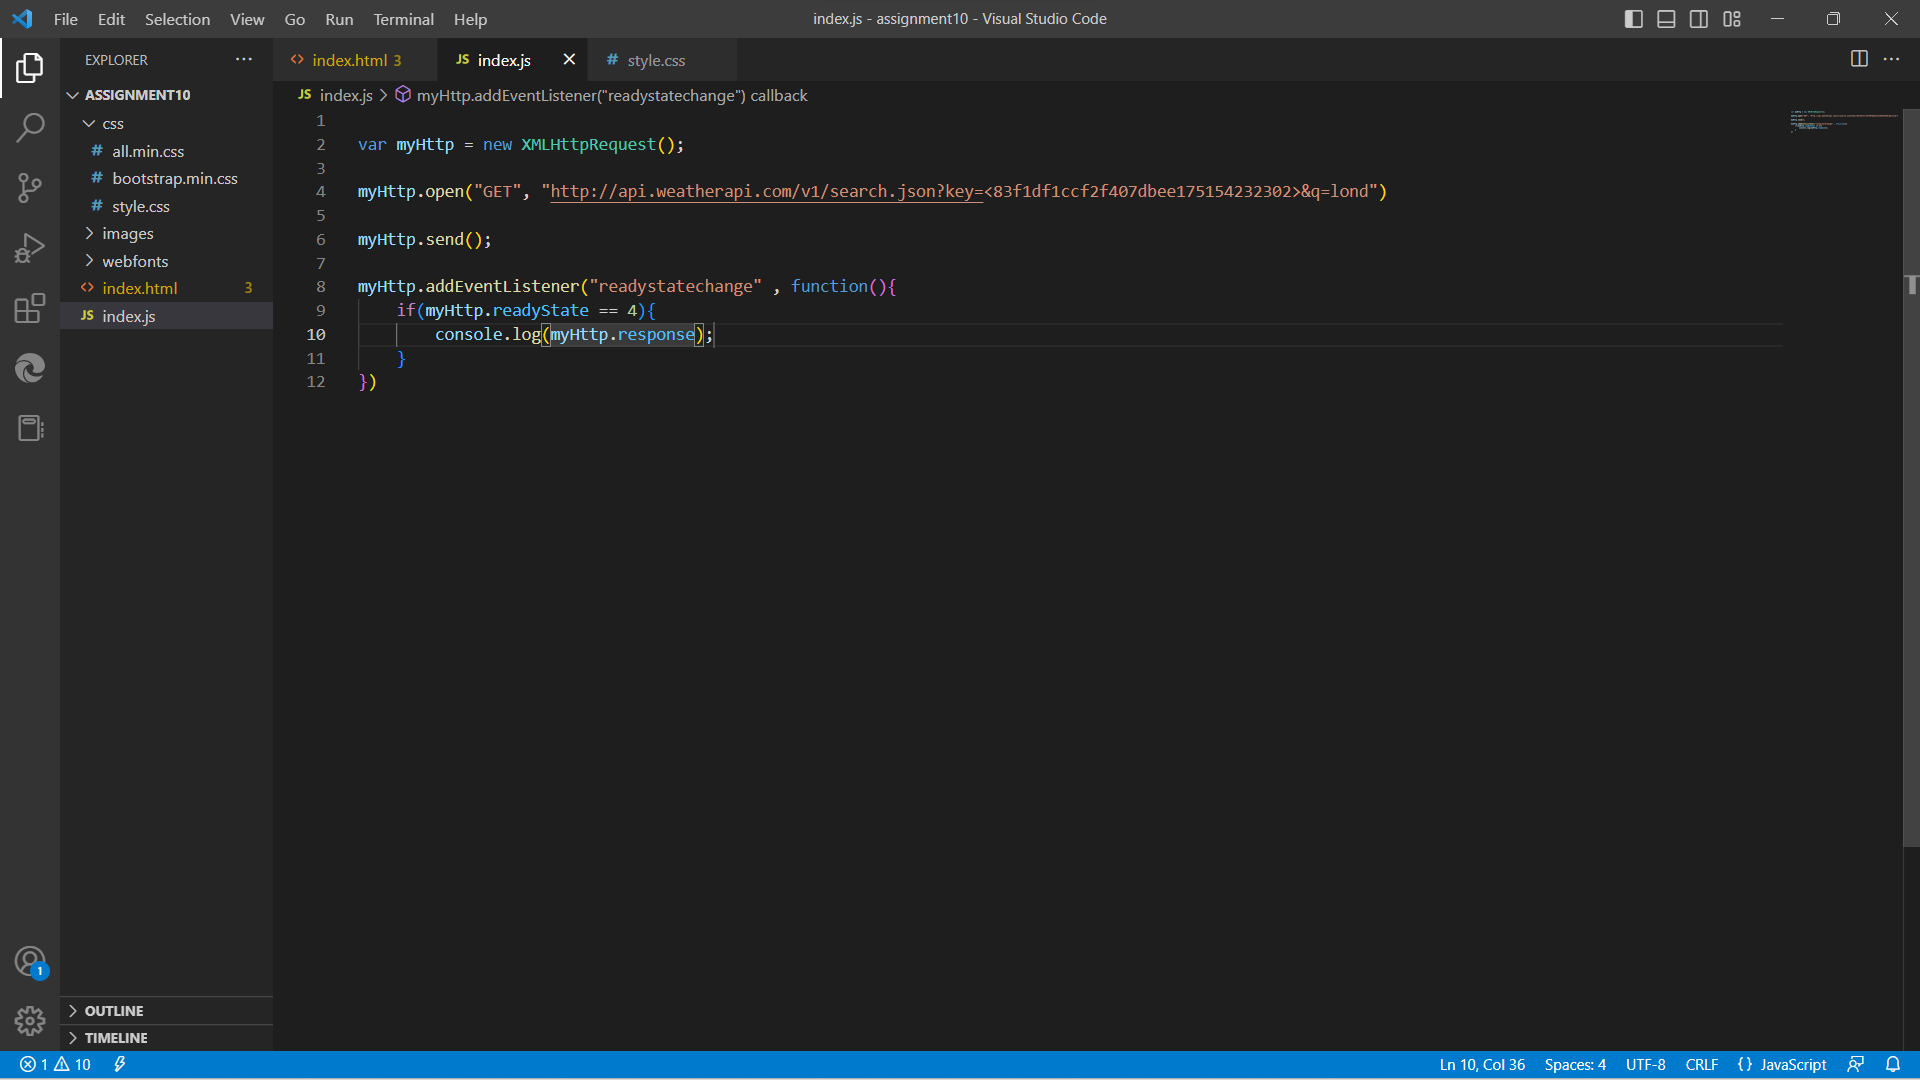 File Edit Selection View Go Run Terminal Help
index.js - assignment10 - Visual Studio Code
EXPLORER
ASSIGNMENT10
css
# all.min.css
# bootstrap.min.css
# style.css
images
webfonts
<> index.html 3
JS index.js
OUTLINE
TIMELINE
<> index.html 3
JS index.js
# style.css
JS index.js > myHttp.addEventListener("readystatechange") callback
1
2 var myHttp = new XMLHttpRequest();
3
4 myHttp.open("GET", "http://api.weatherapi.com/v1/search.json?key=<83f1df1ccf2f407dbee175154232302>&q=lond")
5
6 myHttp.send();
7
8 myHttp.addEventListener("readystatechange" , function(){
9 if(myHttp.readyState == 4){
10 console.log(myHttp.response);
11 }
12 })
1
1 10
Ln 10, Col 36 Spaces: 4 UTF-8 CRLF {} JavaScript